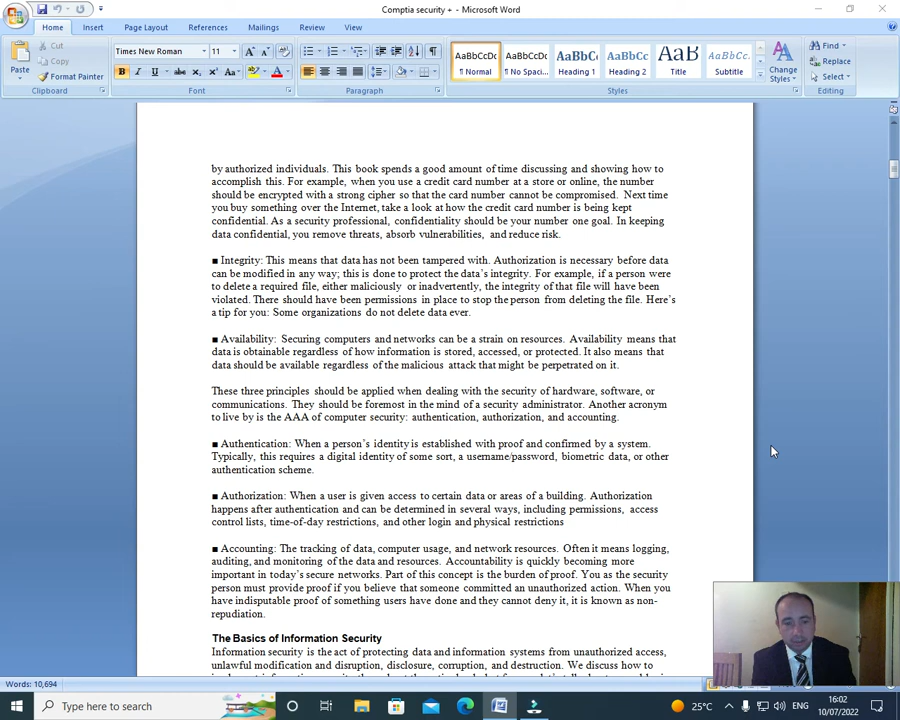 Comptia security + - Microsoft Word
Home Insert Page Layout References Mailings Review View
Cut
Copy
Format Painter
Paste
Clipboard
Times New Roman 11
Font
Paragraph
AaBbCcDc AaBbCcDc AaBbC AaBbCc AaB AaBbCc.
¶ Normal ¶ No Spaci... Heading 1 Heading 2 Title Subtitle
Change Styles
Styles
Find
Replace
Select
Editing
by authorized individuals. This book spends a good amount of time discussing and showing how to
accomplish this. For example, when you use a credit card number at a store or online, the number
should be encrypted with a strong cipher so that the card number cannot be compromised. Next time
you buy something over the Internet, take a look at how the credit card number is being kept
confidential. As a security professional, confidentiality should be your number one goal. In keeping
data confidential, you remove threats, absorb vulnerabilities, and reduce risk.
■ Integrity: This means that data has not been tampered with. Authorization is necessary before data
can be modified in any way; this is done to protect the data's integrity. For example, if a person were
to delete a required file, either maliciously or inadvertently, the integrity of that file will have been
violated. There should have been permissions in place to stop the person from deleting the file. Here's
a tip for you: Some organizations do not delete data ever.
■ Availability: Securing computers and networks can be a strain on resources. Availability means that
data is obtainable regardless of how information is stored, accessed, or protected. It also means that
data should be available regardless of the malicious attack that might be perpetrated on it.
These three principles should be applied when dealing with the security of hardware, software, or
communications. They should be foremost in the mind of a security administrator. Another acronym
to live by is the AAA of computer security: authentication, authorization, and accounting.
■ Authentication: When a person's identity is established with proof and confirmed by a system.
Typically, this requires a digital identity of some sort, a username/password, biometric data, or other
authentication scheme.
■ Authorization: When a user is given access to certain data or areas of a building. Authorization
happens after authentication and can be determined in several ways, including permissions, access
control lists, time-of-day restrictions, and other login and physical restrictions
■ Accounting: The tracking of data, computer usage, and network resources. Often it means logging,
auditing, and monitoring of the data and resources. Accountability is quickly becoming more
important in today's secure networks. Part of this concept is the burden of proof. You as the security
person must provide proof if you believe that someone committed an unauthorized action. When you
have indisputable proof of something users have done and they cannot deny it, it is known as non-
repudiation.
The Basics of Information Security
Information security is the act of protecting data and information systems from unauthorized access,
unlawful modification and disruption, disclosure, corruption, and destruction. We discuss how to
Words: 10,694
Type here to search
25°C
ENG
16:02
10/07/2022